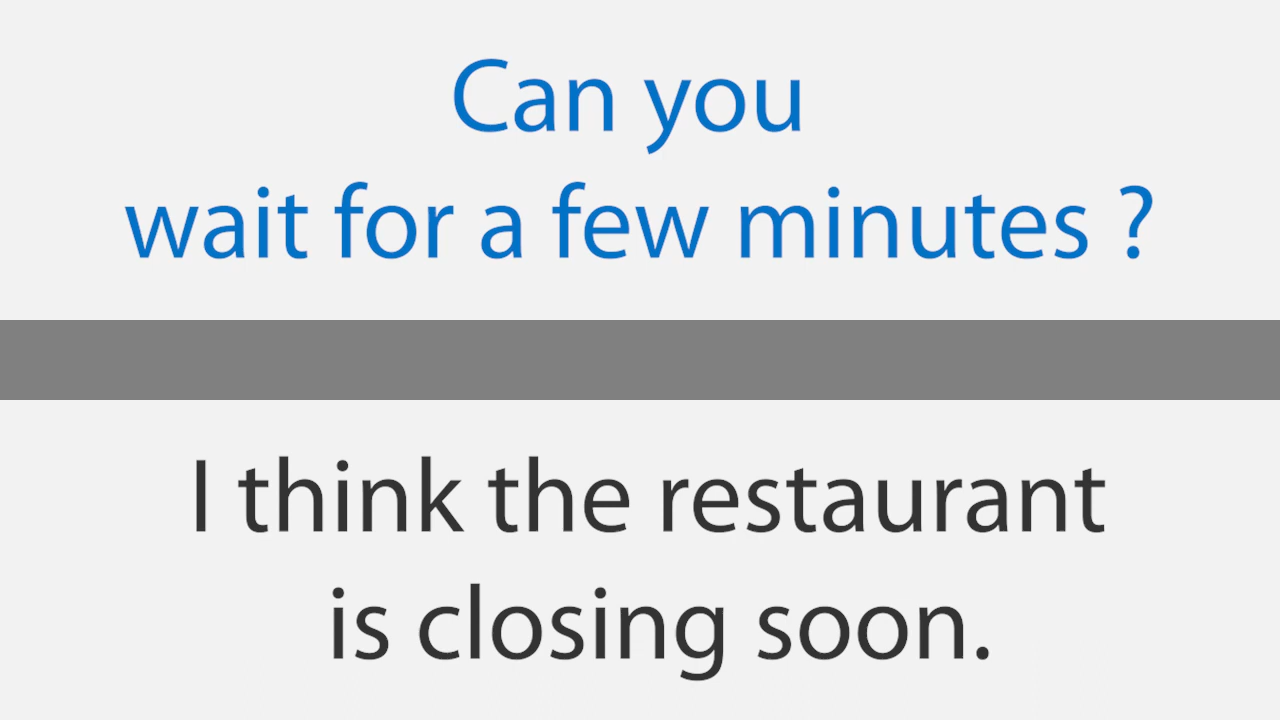 Can you
wait for a few minutes ?
I think the restaurant
is closing soon.